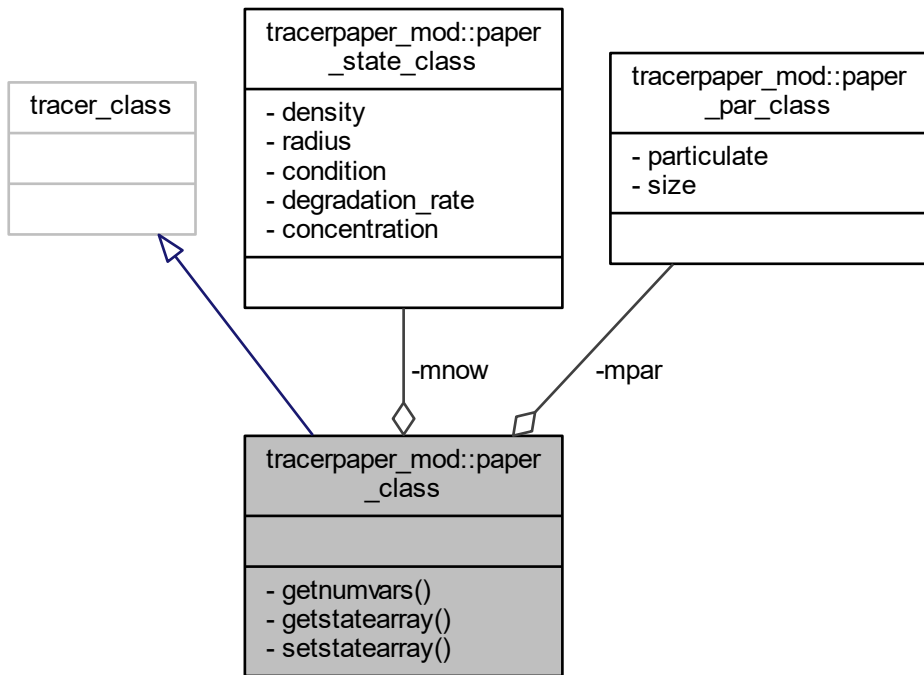 tracer_class
tracerpaper_mod::paper
_state_class
- density
- radius
- condition
- degradation_rate
- concentration
tracerpaper_mod::paper
_par_class
- particulate
- size
-mnow
-mpar
tracerpaper_mod::paper
_class
- getnumvars()
- getstatearray()
- setstatearray()